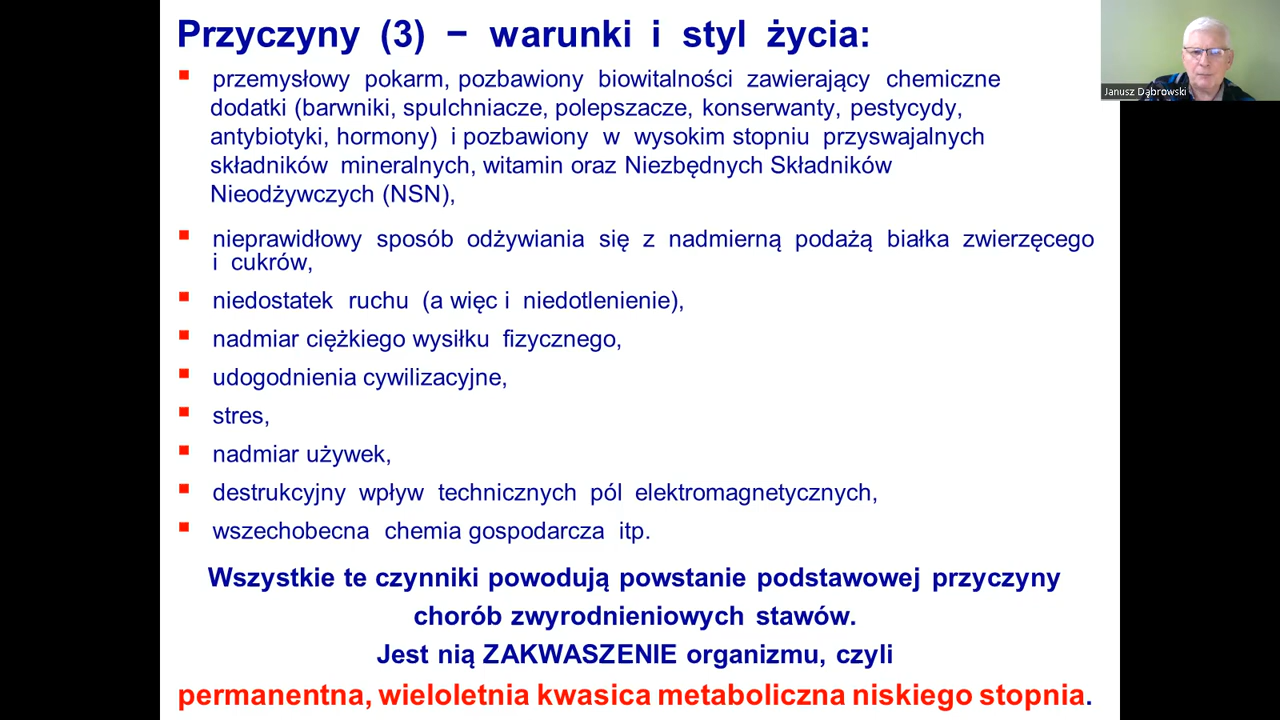 Przyczyny (3) − warunki i styl życia:
Janusz Dąbrowski
przemysłowy pokarm, pozbawiony biowitalności zawierający chemiczne
dodatki (barwniki, spulchniacze, polepszacze, konserwanty, pestycydy,
antybiotyki, hormony) i pozbawiony w wysokim stopniu przyswajalnych
składników mineralnych, witamin oraz Niezbędnych Składników
Nieodżywczych (NSN),
nieprawidłowy sposób odżywiania się z nadmierną podażą białka zwierzęcego
i cukrów,
niedostatek ruchu (a więc i niedotlenienie),
nadmiar ciężkiego wysiłku fizycznego,
udogodnienia cywilizacyjne,
stres,
nadmiar używek,
destrukcyjny wpływ technicznych pól elektromagnetycznych,
wszechobecna chemia gospodarcza itp.
Wszystkie te czynniki powodują powstanie podstawowej przyczyny
chorób zwyrodnieniowych stawów.
Jest nią ZAKWASZENIE organizmu, czyli
permanentna, wieloletnia kwasica metaboliczna niskiego stopnia.